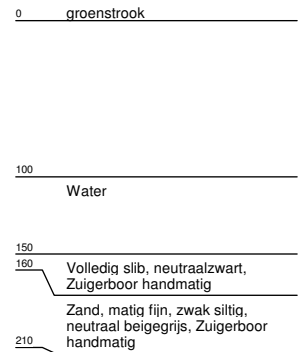 0 groenstrook
100
Water
150
160 Volledig slib, neutraalzwart,
Zuigerboor handmatig
Zand, matig fijn, zwak siltig,
neutraal beigegrijs, Zuigerboor
210 handmatig